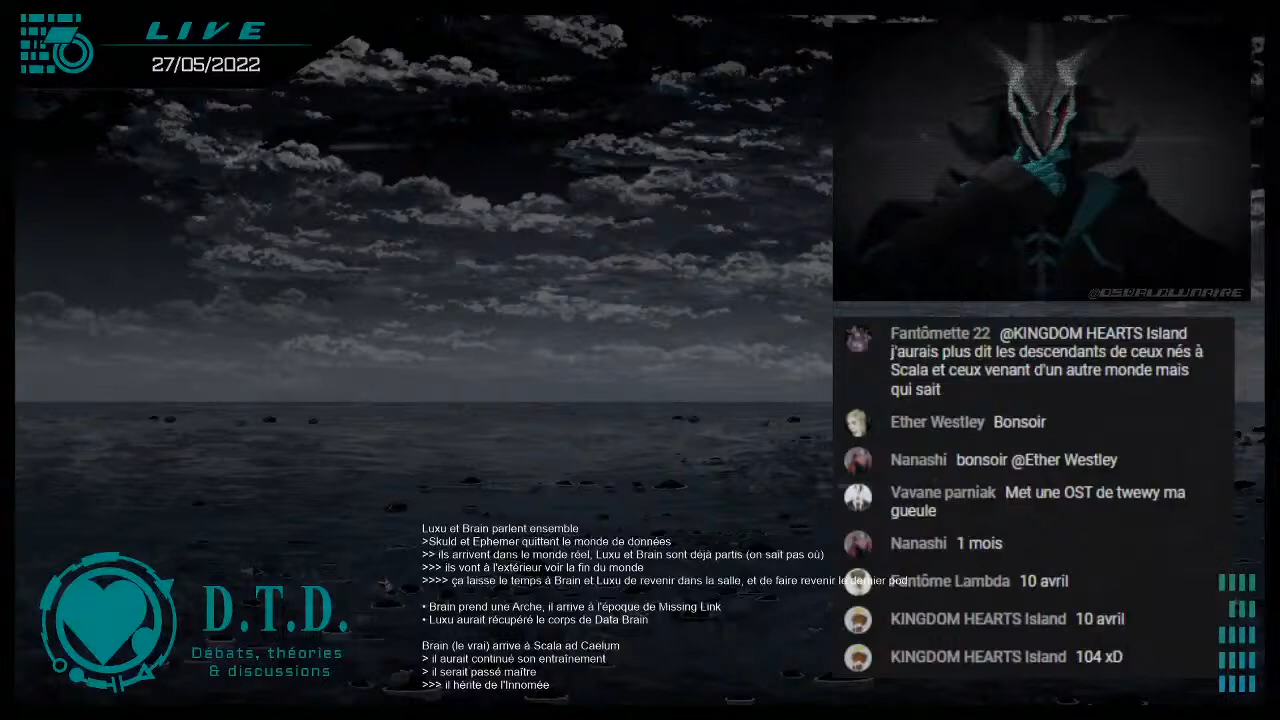 LIVE
27/05/2022
@OSDALOLUNAIRE
Fantômette 22 @KINGDOM HEARTS Island
j'aurais plus dit les descendants de ceux nés à
Scala et ceux venant d'un autre monde mais
qui sait
Ether Westley Bonsoir
Nanashi bonsoir @Ether Westley
Vavane parniak Met une OST de twewy ma
gueule
Nanashi 1 mois
Fantôme Lambda 10 avril
KINGDOM HEARTS Island 10 avril
KINGDOM HEARTS Island 104 xD
Luxu et Brain parlent ensemble
>Skuld et Ephemer quittent le monde de données
>> ils arrivent dans le monde réel, Luxu et Brain sont déjà partis (on sait pas où)
>>> ils vont à l'extérieur voir la fin du monde
>>>> ça laisse le temps à Brain et Luxu de revenir dans la salle, et de faire revenir le dernier pod
• Brain prend une Arche, il arrive à l'époque de Missing Link
• Luxu aurait récupéré le corps de Data Brain
Brain (le vrai) arrive à Scala ad Caelum
> il aurait continué son entraînement
> il serait passé maître
>>> il hérite de l'Innomée
D.T.D.
Débats, théories
& discussions